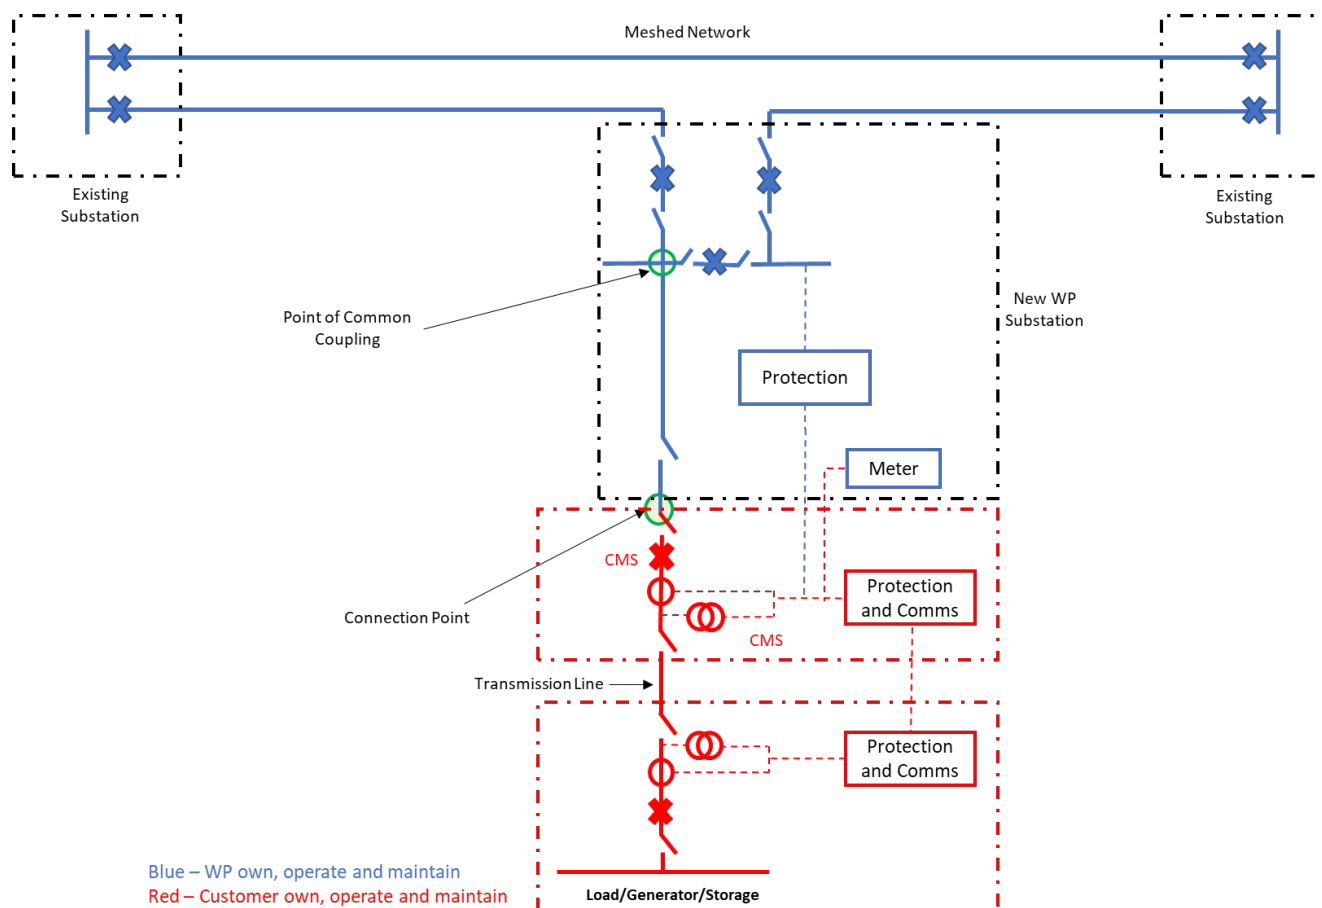 Meshed Network
Existing
Substation
Existing
Substation
Point of Common
Coupling
New WP
Substation
Protection
Meter
CMS
Protection
and Comms
Connection Point
CMS
Transmission Line
Protection
and Comms
Blue – WP own, operate and maintain
Red – Customer own, operate and maintain
Load/Generator/Storage